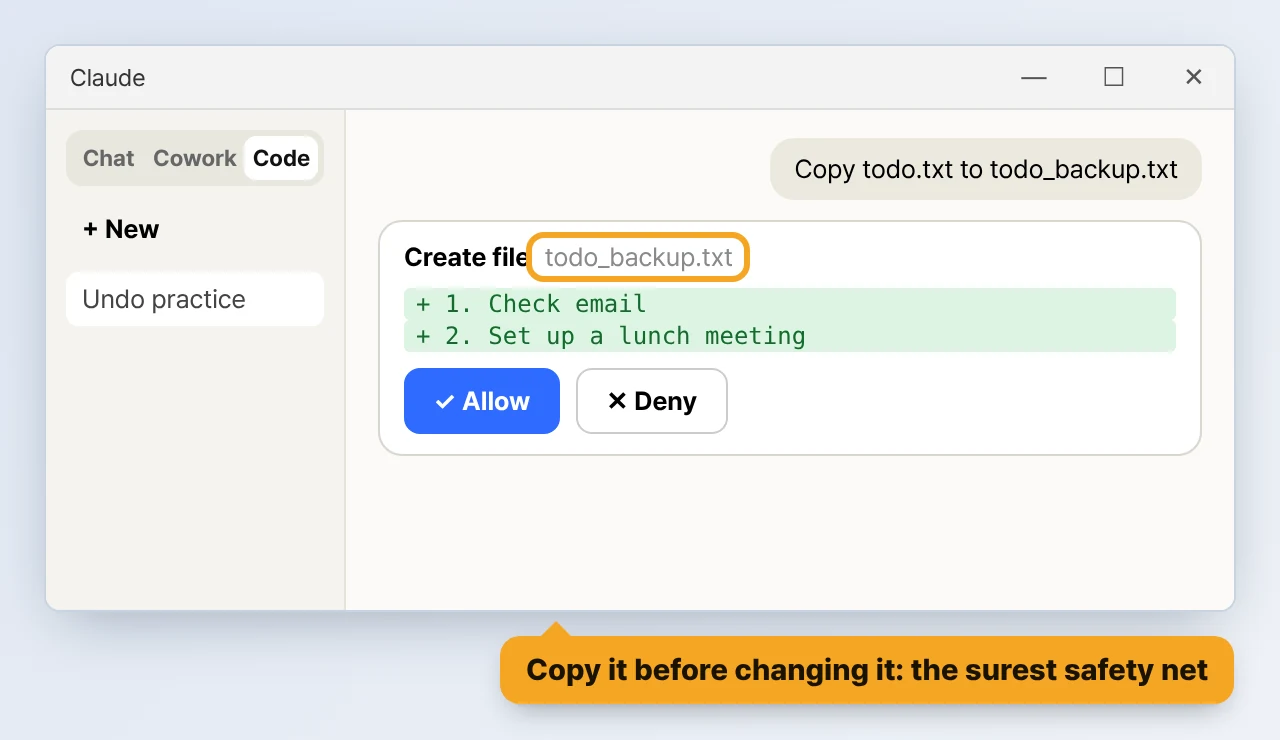 Claude
Chat Cowork Code
+ New
Undo practice
Copy todo.txt to todo_backup.txt
Create file todo_backup.txt
+ 1. Check email
+ 2. Set up a lunch meeting
✓ Allow ✕ Deny
Copy it before changing it: the surest safety net